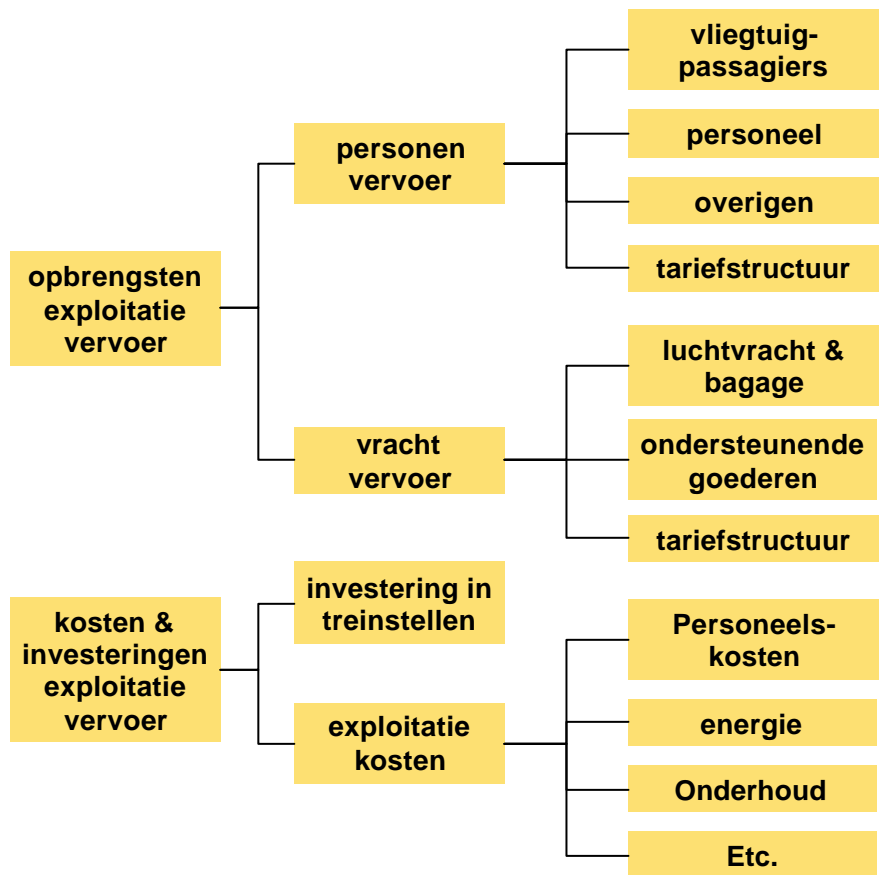 opbrengsten
exploitatie
vervoer
personen
vervoer
vliegtuig-
passagiers
personeel
overigen
tariefstructuur
vracht
vervoer
luchtvracht &
bagage
ondersteunende
goederen
tariefstructuur
kosten &
investeringen
exploitatie
vervoer
investering in
treinstellen
exploitatie
kosten
Personeels-
kosten
energie
Onderhoud
Etc.